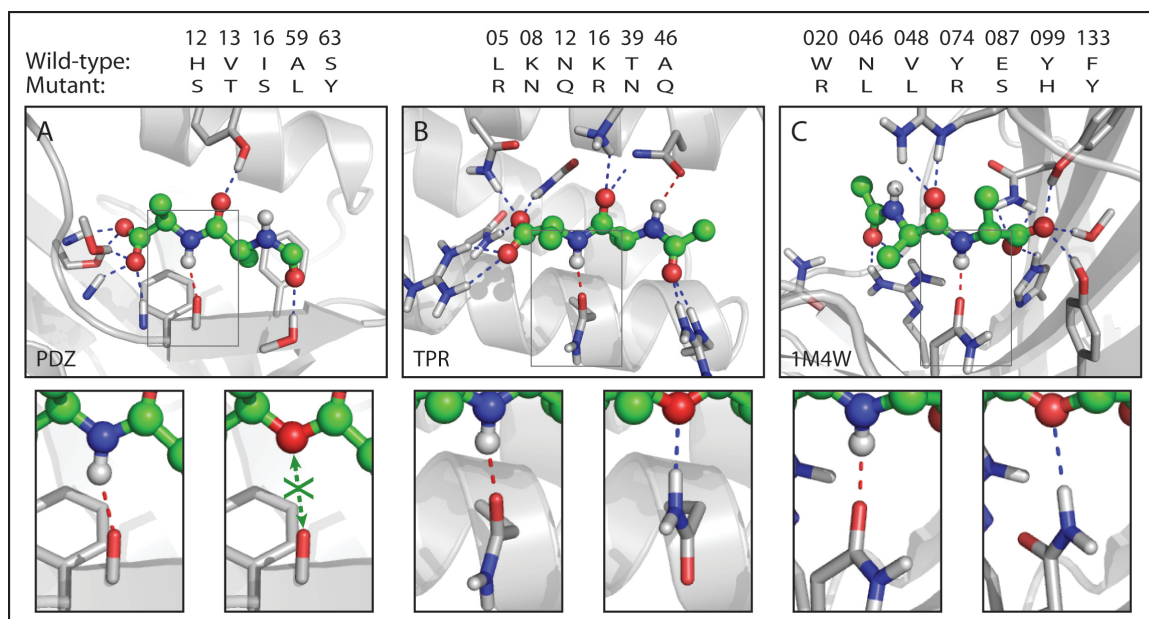 12 13 16 59 63
05 08 12 16 39 46
020 046 048 074 087 099 133
Wild-type: H V I A S
L K N K T A
W N V Y E Y F
Mutant: S T S L Y
R N Q R N Q
R L L R S H Y
A
B
C
PDZ
TPR
1M4W